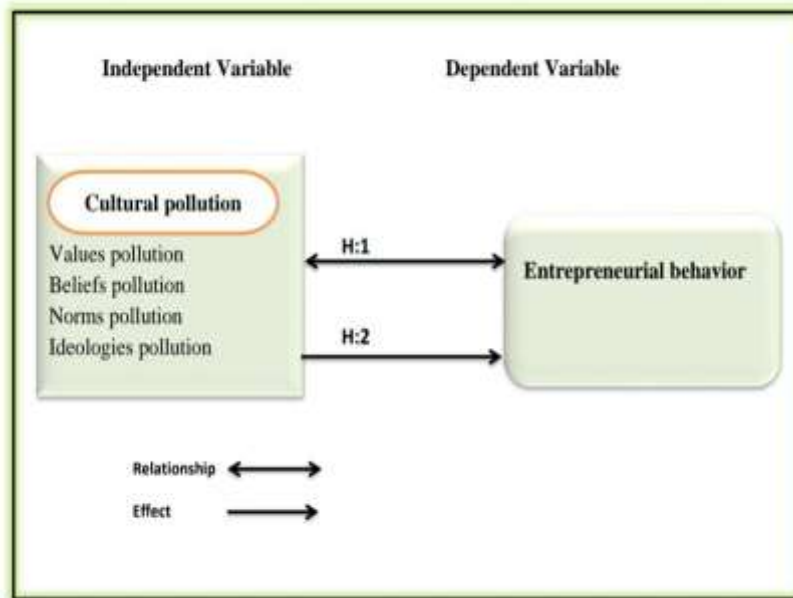 Independent Variable
Dependent Variable
Cultural pollution
Values pollution
Beliefs pollution
Norms pollution
Ideologies pollution
H:1
H:2
Entrepreneurial behavior
Relationship
Effect